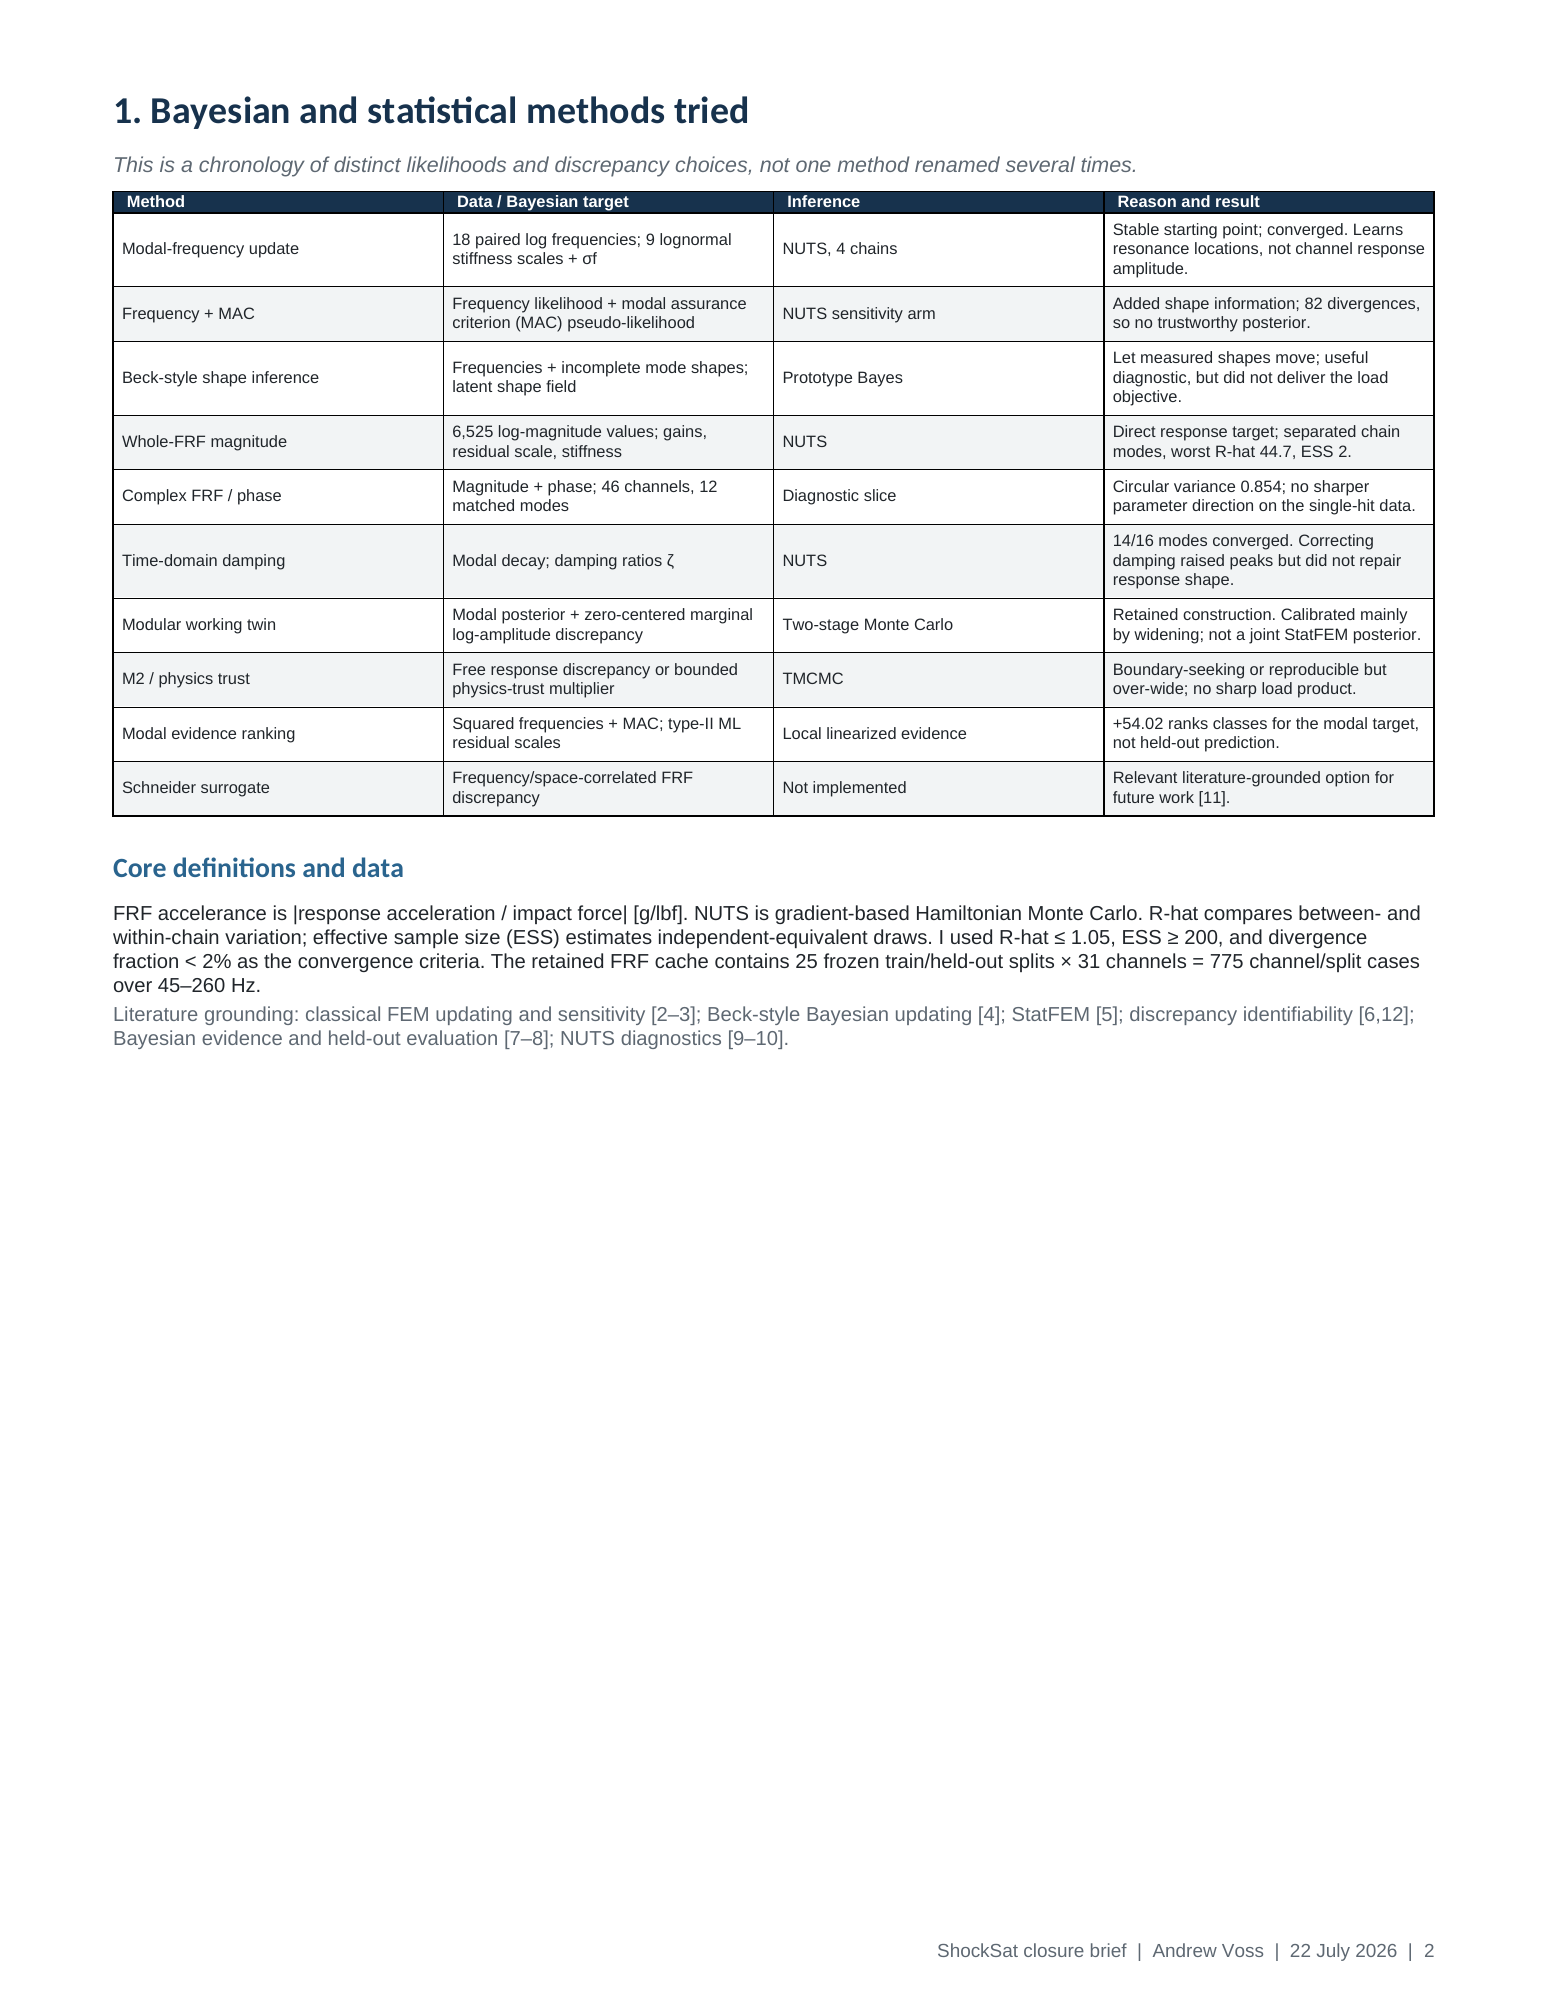 1. Bayesian and statistical methods tried
This is a chronology of distinct likelihoods and discrepancy choices, not one method renamed several times.
Method
Data / Bayesian target
Inference
Reason and result
Modal-frequency update
18 paired log frequencies; 9 lognormal
stiffness scales + σf
NUTS, 4 chains
Stable starting point; converged. Learns
resonance locations, not channel response
amplitude.
Frequency + MAC
Frequency likelihood + modal assurance
criterion (MAC) pseudo-likelihood
NUTS sensitivity arm
Added shape information; 82 divergences,
so no trustworthy posterior.
Beck-style shape inference
Frequencies + incomplete mode shapes;
latent shape field
Prototype Bayes
Let measured shapes move; useful
diagnostic, but did not deliver the load
objective.
Whole-FRF magnitude
6,525 log-magnitude values; gains,
residual scale, stiffness
NUTS
Direct response target; separated chain
modes, worst R-hat 44.7, ESS 2.
Complex FRF / phase
Magnitude + phase; 46 channels, 12
matched modes
Diagnostic slice
Circular variance 0.854; no sharper
parameter direction on the single-hit data.
Time-domain damping
Modal decay; damping ratios ζ
NUTS
14/16 modes converged. Correcting
damping raised peaks but did not repair
response shape.
Modular working twin
Modal posterior + zero-centered marginal
log-amplitude discrepancy
Two-stage Monte Carlo
Retained construction. Calibrated mainly
by widening; not a joint StatFEM posterior.
M2 / physics trust
Free response discrepancy or bounded
physics-trust multiplier
TMCMC
Boundary-seeking or reproducible but
over-wide; no sharp load product.
Modal evidence ranking
Squared frequencies + MAC; type-II ML
residual scales
Local linearized evidence
+54.02 ranks classes for the modal target,
not held-out prediction.
Schneider surrogate
Frequency/space-correlated FRF
discrepancy
Not implemented
Relevant literature-grounded option for
future work [11].
Core definitions and data
FRF accelerance is |response acceleration / impact force| [g/lbf]. NUTS is gradient-based Hamiltonian Monte Carlo. R-hat compares between- and
within-chain variation; effective sample size (ESS) estimates independent-equivalent draws. I used R-hat ≤ 1.05, ESS ≥ 200, and divergence
fraction < 2% as the convergence criteria. The retained FRF cache contains 25 frozen train/held-out splits × 31 channels = 775 channel/split cases
over 45–260 Hz.
Literature grounding: classical FEM updating and sensitivity [2–3]; Beck-style Bayesian updating [4]; StatFEM [5]; discrepancy identifiability [6,12];
Bayesian evidence and held-out evaluation [7–8]; NUTS diagnostics [9–10].
ShockSat closure brief | Andrew Voss | 22 July 2026 | 2